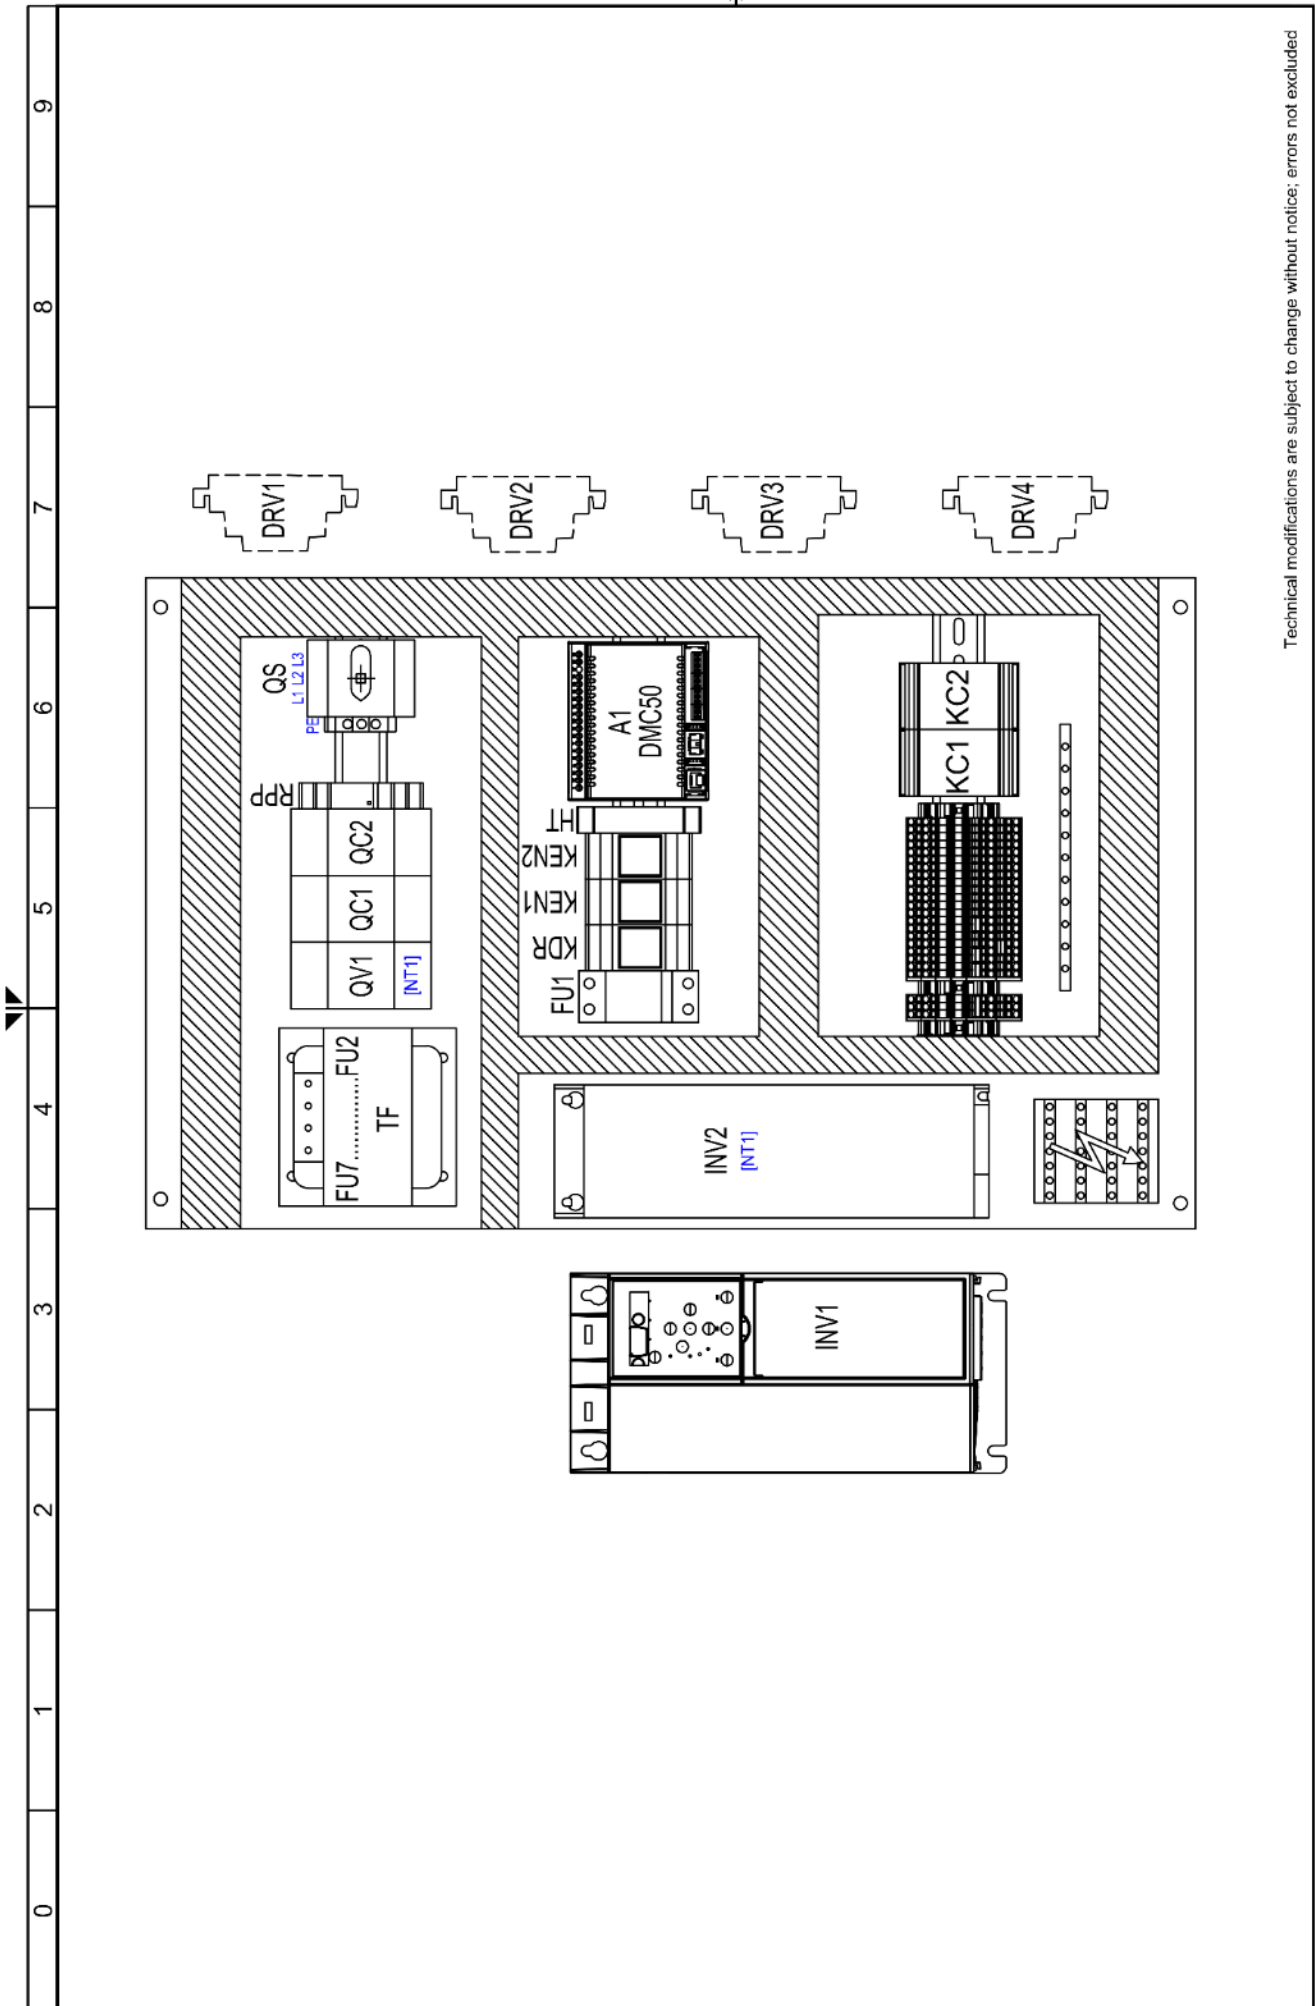 0
1
2
3
4
5
6
7
8
9
FU7............FU2
TF
QV1
[NT1]
QC1
QC2
RPP
PE
L1 L2 L3
QS
DRV1
FU1
KDR
KEN1
KEN2
HT
A1
DMC50
DRV2
DRV3
INV2
[NT1]
INV1
KC1
KC2
DRV4
Technical modifications are subject to change without notice; errors not excluded